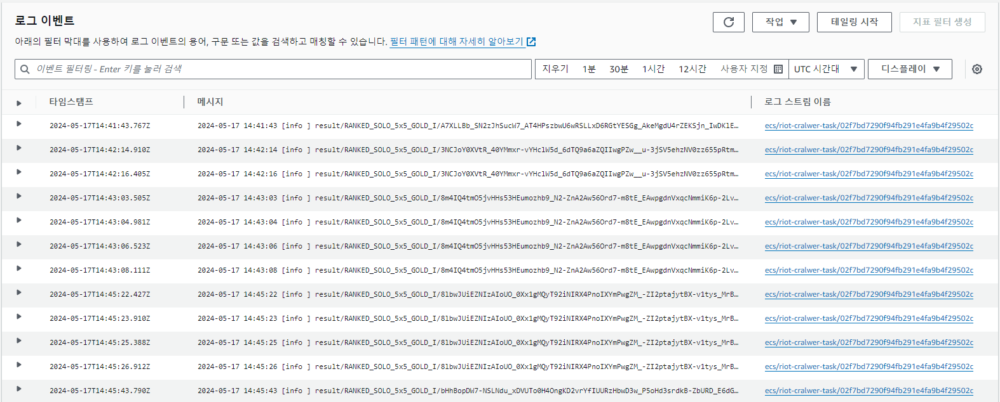 로그 이벤트
작업 테일링 시작 지표 필터 생성
아래의 필터 막대를 사용하여 로그 이벤트의 용어, 구문 또는 값을 검색하고 매칭할 수 있습니다. 필터 패턴에 대해 자세히 알아보기
이벤트 필터링 - Enter 키를 눌러 검색 지우기 1분 30분 1시간 12시간 사용자 지정 UTC 시간대 디스플레이
타임스탬프 메시지 로그 스트림 이름
2024-05-17T14:41:43.767Z 2024-05-17 14:41:43 [info ] result/RANKED_SOLO_5x5_GOLD_I/A7XLLBb_SN2zJhSucW7_AT4HPszbwU6wRSLLxD6RGtYESGg_AkeMgdU4rZEKSjn_IwDKlE… ecs/riot-cralwer-task/02f7bd7290f94fb291e4fa9b4f29502c
2024-05-17T14:42:14.910Z 2024-05-17 14:42:14 [info ] result/RANKED_SOLO_5x5_GOLD_I/3NCJoY0XVtR_40YMmxr-vYHclW5d_6dTQ9a6aZQIIwgPZw__u-3jSV5ehzNV0zz655pRtm… ecs/riot-cralwer-task/02f7bd7290f94fb291e4fa9b4f29502c
2024-05-17T14:42:16.405Z 2024-05-17 14:42:16 [info ] result/RANKED_SOLO_5x5_GOLD_I/3NCJoY0XVtR_40YMmxr-vYHclW5d_6dTQ9a6aZQIIwgPZw__u-3jSV5ehzNV0zz655pRtm… ecs/riot-cralwer-task/02f7bd7290f94fb291e4fa9b4f29502c
2024-05-17T14:43:03.505Z 2024-05-17 14:43:03 [info ] result/RANKED_SOLO_5x5_GOLD_I/8m4IQ4tmO5jvHHs53HEumozhb9_N2-ZnA2Aw56Ord7-m8tE_EAwpgdnVxqcNmmiK6p-2Lv… ecs/riot-cralwer-task/02f7bd7290f94fb291e4fa9b4f29502c
2024-05-17T14:43:04.981Z 2024-05-17 14:43:04 [info ] result/RANKED_SOLO_5x5_GOLD_I/8m4IQ4tmO5jvHHs53HEumozhb9_N2-ZnA2Aw56Ord7-m8tE_EAwpgdnVxqcNmmiK6p-2Lv… ecs/riot-cralwer-task/02f7bd7290f94fb291e4fa9b4f29502c
2024-05-17T14:43:06.523Z 2024-05-17 14:43:06 [info ] result/RANKED_SOLO_5x5_GOLD_I/8m4IQ4tmO5jvHHs53HEumozhb9_N2-ZnA2Aw56Ord7-m8tE_EAwpgdnVxqcNmmiK6p-2Lv… ecs/riot-cralwer-task/02f7bd7290f94fb291e4fa9b4f29502c
2024-05-17T14:43:08.111Z 2024-05-17 14:43:08 [info ] result/RANKED_SOLO_5x5_GOLD_I/8m4IQ4tmO5jvHHs53HEumozhb9_N2-ZnA2Aw56Ord7-m8tE_EAwpgdnVxqcNmmiK6p-2Lv… ecs/riot-cralwer-task/02f7bd7290f94fb291e4fa9b4f29502c
2024-05-17T14:45:22.427Z 2024-05-17 14:45:22 [info ] result/RANKED_SOLO_5x5_GOLD_I/8lbwJUiEZNIzAIoUO_0Xx1gMQyT92iNIRX4PnoIXYmPwgZM_-ZI2ptajytBX-v1tys_MrB… ecs/riot-cralwer-task/02f7bd7290f94fb291e4fa9b4f29502c
2024-05-17T14:45:23.910Z 2024-05-17 14:45:23 [info ] result/RANKED_SOLO_5x5_GOLD_I/8lbwJUiEZNIzAIoUO_0Xx1gMQyT92iNIRX4PnoIXYmPwgZM_-ZI2ptajytBX-v1tys_MrB… ecs/riot-cralwer-task/02f7bd7290f94fb291e4fa9b4f29502c
2024-05-17T14:45:25.388Z 2024-05-17 14:45:25 [info ] result/RANKED_SOLO_5x5_GOLD_I/8lbwJUiEZNIzAIoUO_0Xx1gMQyT92iNIRX4PnoIXYmPwgZM_-ZI2ptajytBX-v1tys_MrB… ecs/riot-cralwer-task/02f7bd7290f94fb291e4fa9b4f29502c
2024-05-17T14:45:26.912Z 2024-05-17 14:45:26 [info ] result/RANKED_SOLO_5x5_GOLD_I/8lbwJUiEZNIzAIoUO_0Xx1gMQyT92iNIRX4PnoIXYmPwgZM_-ZI2ptajytBX-v1tys_MrB… ecs/riot-cralwer-task/02f7bd7290f94fb291e4fa9b4f29502c
2024-05-17T14:45:43.790Z 2024-05-17 14:45:43 [info ] result/RANKED_SOLO_5x5_GOLD_I/bHhBopDW7-NSLNdu_xDVUTo0H4OngKD2vrYfIUURzHbwD3w_P5oHd3srdkB-ZbURD_E6dG… ecs/riot-cralwer-task/02f7bd7290f94fb291e4fa9b4f29502c